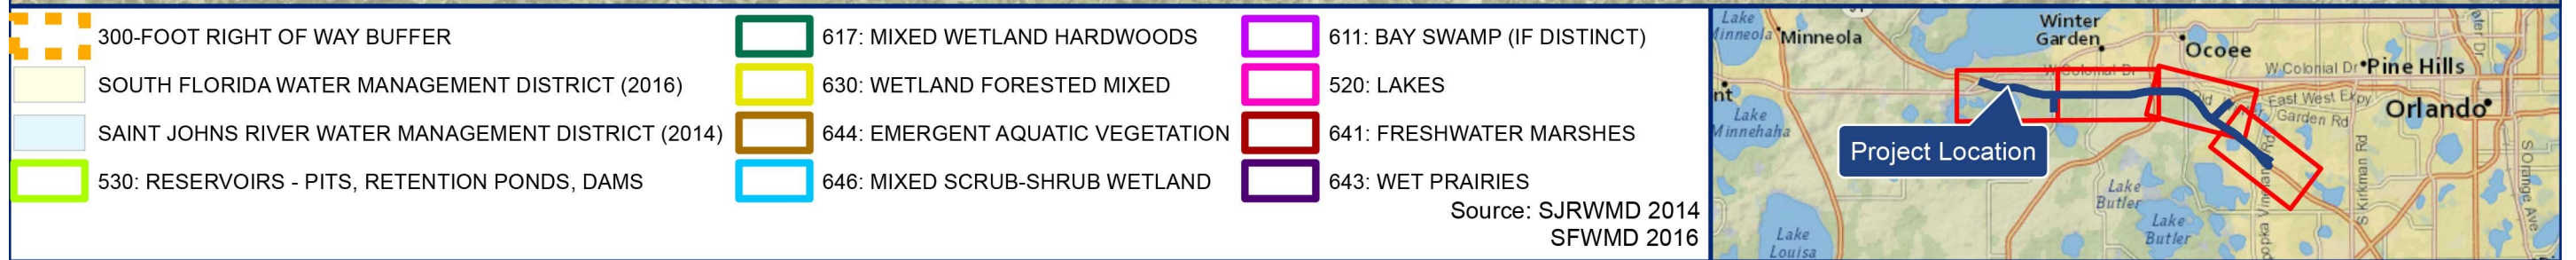 300-FOOT RIGHT OF WAY BUFFER
SOUTH FLORIDA WATER MANAGEMENT DISTRICT (2016)
SAINT JOHNS RIVER WATER MANAGEMENT DISTRICT (2014)
530: RESERVOIRS - PITS, RETENTION PONDS, DAMS
617: MIXED WETLAND HARDWOODS
630: WETLAND FORESTED MIXED
644: EMERGENT AQUATIC VEGETATION
646: MIXED SCRUB-SHRUB WETLAND
611: BAY SWAMP (IF DISTINCT)
520: LAKES
641: FRESHWATER MARSHES
643: WET PRAIRIES
Source: SJRWMD 2014
SFWMD 2016
Lake
Minneola
Minneola
Winter
Garden
Ocoee
W Colonial Dr
W Colonial Dr
Pine Hills
East West Expy
Garden Rd
Orlando
Lake
Minnehaha
Project Location
Lake
Butler
Lake
Butler
Lake
Louisa
S Kirkman Rd
S Orange Ave